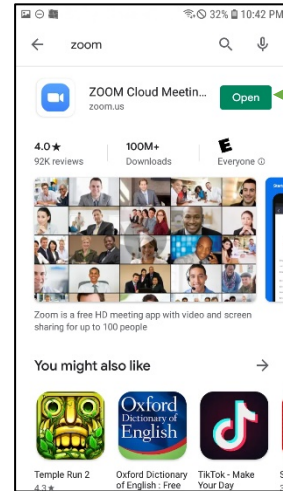 32% 10:42 PM
zoom
ZOOM Cloud Meetin...
zoom.us
Open
4.0★
92K reviews
100M+
Downloads
E
Everyone
Zoom is a free HD meeting app with video and screen
sharing for up to 100 people
You might also like
Oxford
Dictionary of
English
Temple Run 2
4.3★
Oxford Dictionary
of English : Free
TikTok - Make
Your Day
S